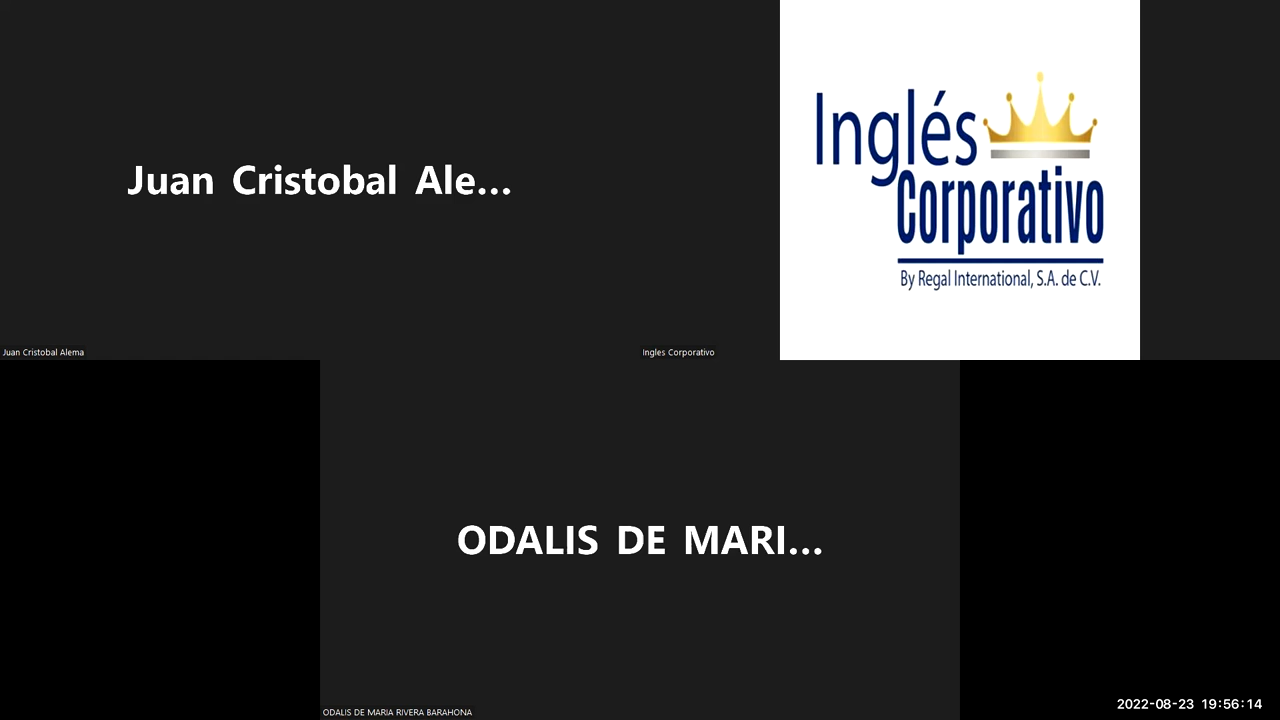 Juan Cristobal Ale...
Inglés
Corporativo
By Regal International, S.A. de C.V.
Juan Cristobal Alema
Ingles Corporativo
ODALIS DE MARI...
ODALIS DE MARIA RIVERA BARAHONA
2022-08-23 19:56:14